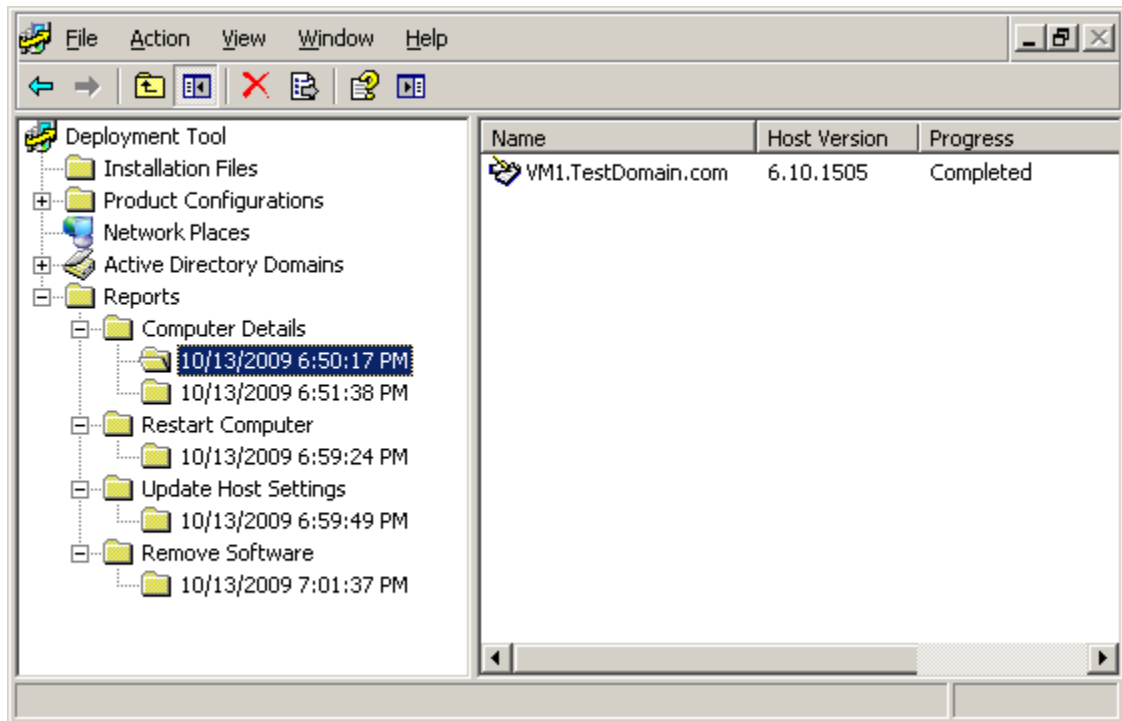 File Action View Window Help
Deployment Tool
Installation Files
Product Configurations
Network Places
Active Directory Domains
Reports
Computer Details
10/13/2009 6:50:17 PM
10/13/2009 6:51:38 PM
Restart Computer
10/13/2009 6:59:24 PM
Update Host Settings
10/13/2009 6:59:49 PM
Remove Software
10/13/2009 7:01:37 PM
Name Host Version Progress
VM1.TestDomain.com 6.10.1505 Completed